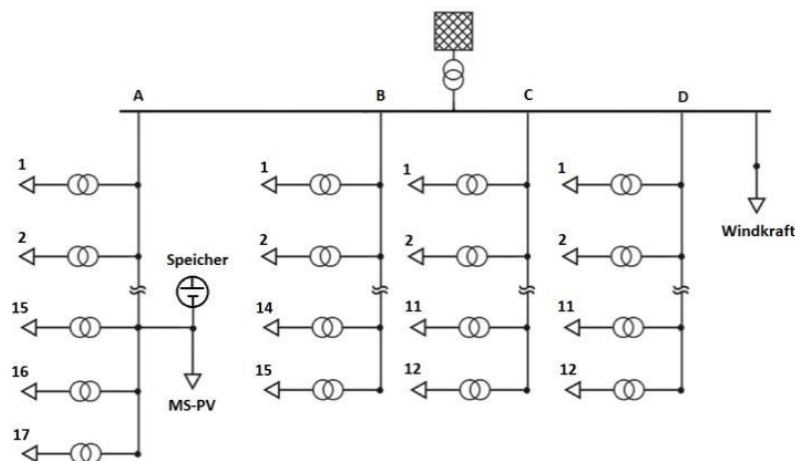 A B C D
1 1 1 1
2 2 2 2
Speicher
Windkraft
15 14 11 11
16 15 12 12
MS-PV
17